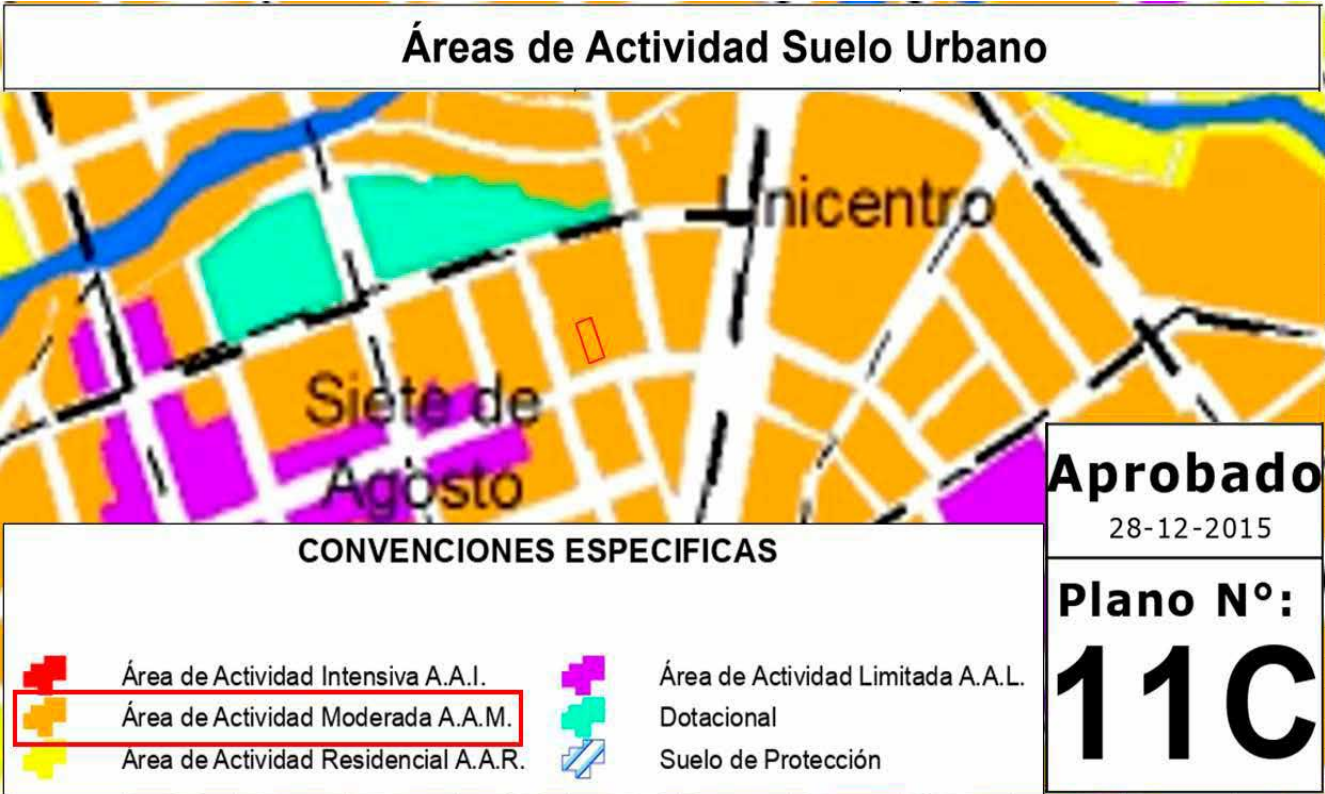 Áreas de Actividad Suelo Urbano
Unicentro
Siete de
Agosto
Aprobado
28-12-2015
Plano N°:
11C
CONVENCIONES ESPECIFICAS
Área de Actividad Intensiva A.A.I.
Área de Actividad Moderada A.A.M.
Area de Actividad Residencial A.A.R.
Área de Actividad Limitada A.A.L.
Dotacional
Suelo de Protección